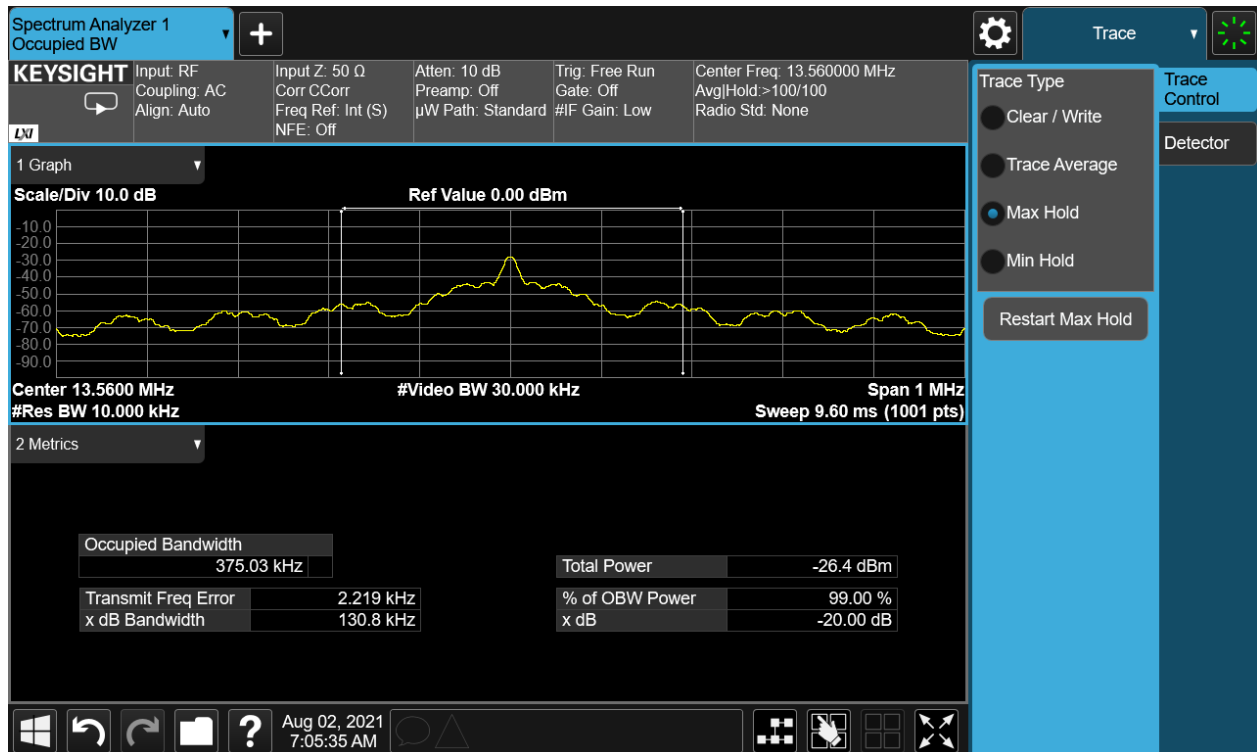 Spectrum Analyzer 1
Occupied BW
▼
+
Trace
▼
KEYSIGHT
LXI
Input: RF
Coupling: AC
Align: Auto
Input Z: 50 Ω
Corr CCorr
Freq Ref: Int (S)
NFE: Off
Atten: 10 dB
Preamp: Off
µW Path: Standard
Trig: Free Run
Gate: Off
#IF Gain: Low
Center Freq: 13.560000 MHz
Avg|Hold:>100/100
Radio Std: None
1 Graph ▼
Scale/Div 10.0 dB
Ref Value 0.00 dBm
-10.0
-20.0
-30.0
-40.0
-50.0
-60.0
-70.0
-80.0
-90.0
Center 13.5600 MHz
#Video BW 30.000 kHz
Span 1 MHz
#Res BW 10.000 kHz
Sweep 9.60 ms (1001 pts)
2 Metrics ▼
Occupied Bandwidth
375.03 kHz
Total Power -26.4 dBm
Transmit Freq Error 2.219 kHz
% of OBW Power 99.00 %
x dB Bandwidth 130.8 kHz
x dB -20.00 dB
Trace Type
Clear / Write
Trace Average
Max Hold
Min Hold
Restart Max Hold
Trace
Control
Detector
?
Aug 02, 2021
7:05:35 AM